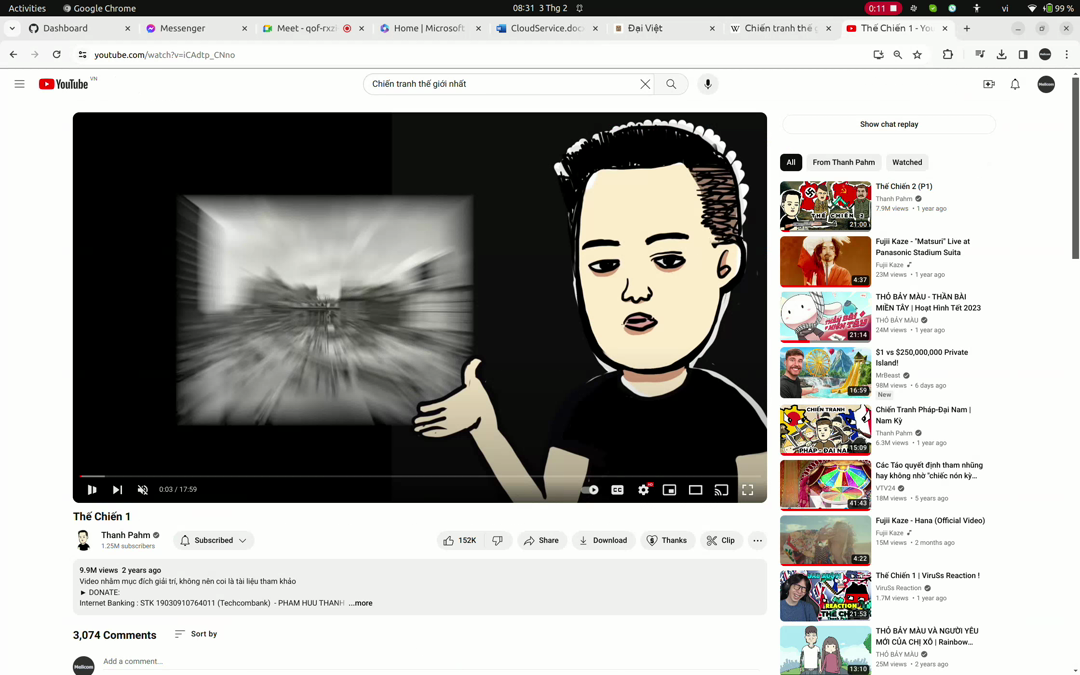 Activities
Google Chrome
08:31 3 Thg 2
0:11
vi
99 %
Dashboard
Messenger
Meet - qof-rxz
Home | Microsoft
CloudService.doc
Đại Việt
Chiến tranh thế g
Thế Chiến 1 - You
youtube.com/watch?v=iCAdtp_CNno
YouTube VN
Chiến tranh thế giới nhất
Show chat replay
All
From Thanh Pahm
Watched
Thế Chiến 2 (P1)
Thanh Pahm
7.9M views • 1 year ago
THẾ CHIẾN 2
21:00
Fujii Kaze - "Matsuri" Live at
Panasonic Stadium Suita
Fujii Kaze
23M views • 1 year ago
4:37
THỎ BẢY MÀU - THẦN BÀI
MIỀN TÂY | Hoạt Hình Tết 2023
THỎ BẢY MÀU
24M views • 1 year ago
21:14
$1 vs $250,000,000 Private
Island!
MrBeast
98M views • 6 days ago
New
16:59
Chiến Tranh Pháp-Đại Nam |
Nam Kỳ
Thanh Pahm
6.3M views • 1 year ago
CHIẾN TRANH
PHÁP-ĐẠI NAM
15:09
Các Táo quyết định tham nhũng
hay không nhờ "chiếc nón kỳ...
VTV24
18M views • 5 years ago
41:43
Fujii Kaze - Hana (Official Video)
Fujii Kaze
15M views • 2 months ago
4:22
Thế Chiến 1 | ViruSs Reaction !
ViruSs Reaction
1.7M views • 1 year ago
REACTION
21:53
THỎ BẢY MÀU VÀ NGƯỜI YÊU
MỚI CỦA CHỊ XÔ | Rainbow...
THỎ BẢY MÀU
25M views • 2 years ago
13:10
0:03 / 17:59
Thế Chiến 1
Thanh Pahm
1.25M subscribers
Subscribed
152K
Share
Download
Thanks
Clip
9.9M views 2 years ago
Video nhằm mục đích giải trí, không nên coi là tài liệu tham khảo
► DONATE:
Internet Banking : STK 19030910764011 (Techcombank) - PHAM HUU THANH ...more
3,074 Comments
Sort by
Add a comment...